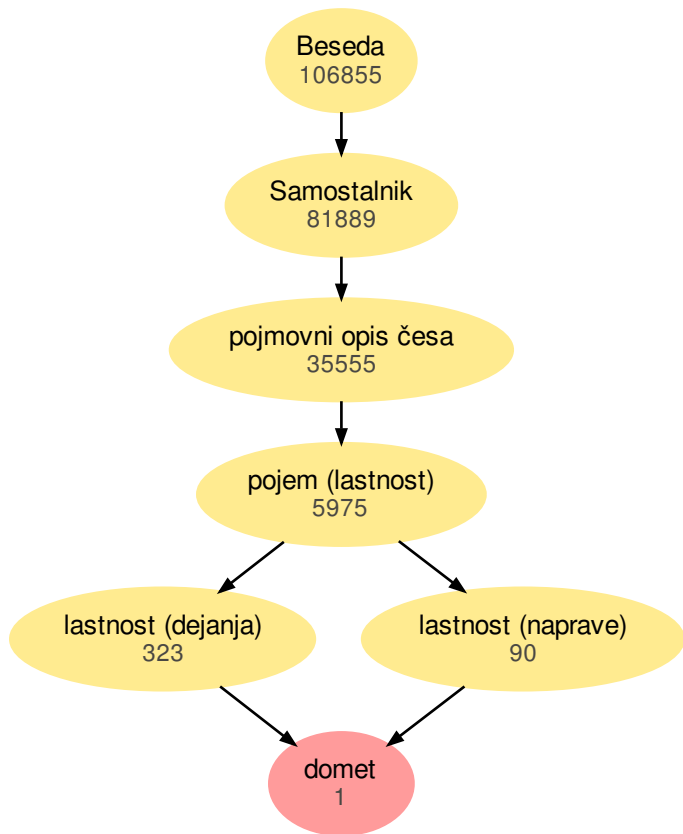 Beseda
106855
Samostalnik
81889
pojmovni opis česa
35555
pojem (lastnost)
5975
lastnost (dejanja)
323
lastnost (naprave)
90
domet
1